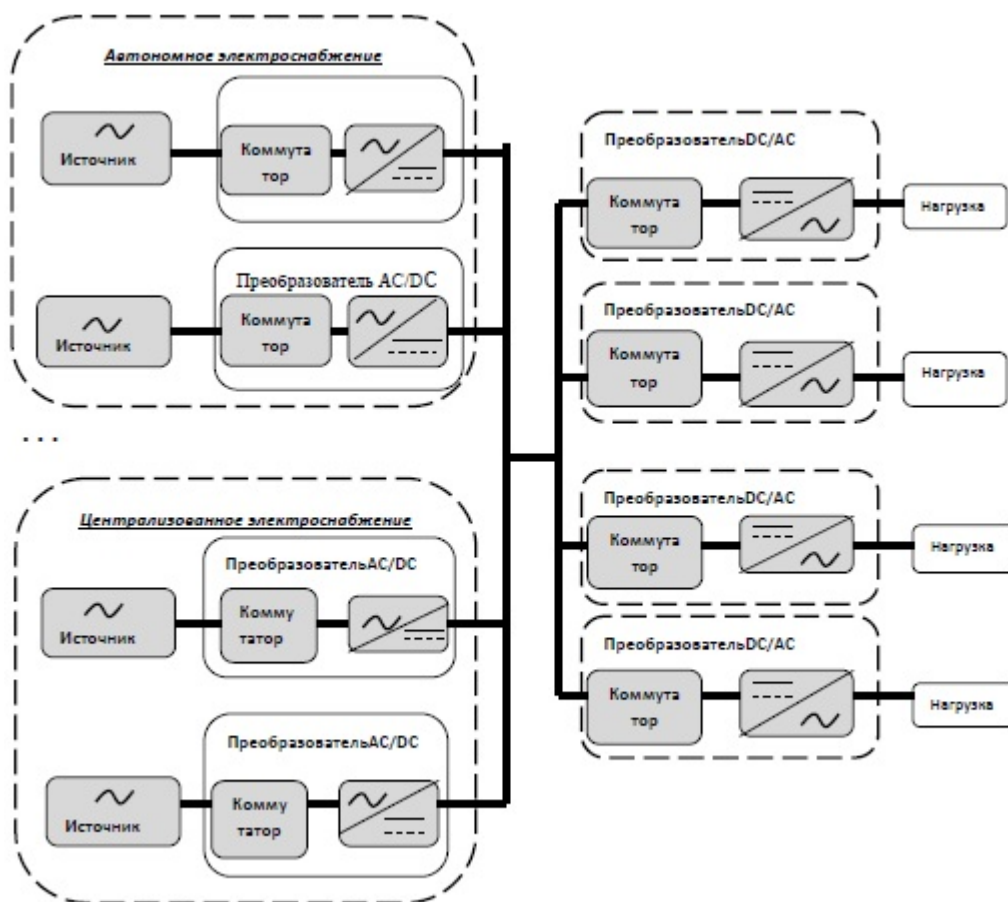 Автономное электроснабжение
Источник
Коммута
тор
Преобразователь AC/DC
Источник
Коммута
тор
. . .
Централизованное электроснабжение
ПреобразовательAC/DC
Источник
Комму
татор
ПреобразовательAC/DC
Источник
Комму
татор
ПреобразовательDC/AC
Коммута
тор
Нагрузка
ПреобразовательDC/AC
Коммута
тор
Нагрузка
ПреобразовательDC/AC
Коммута
тор
Нагрузка
ПреобразовательDC/AC
Коммута
тор
Нагрузка